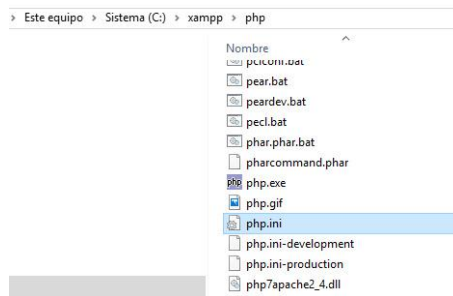 Este equipo > Sistema (C:) > xampp > php
Nombre
pear.bat
peardev.bat
pecl.bat
phar.phar.bat
pharcommand.phar
php php.exe
php.gif
php.ini
php.ini-development
php.ini-production
php7apache2_4.dll